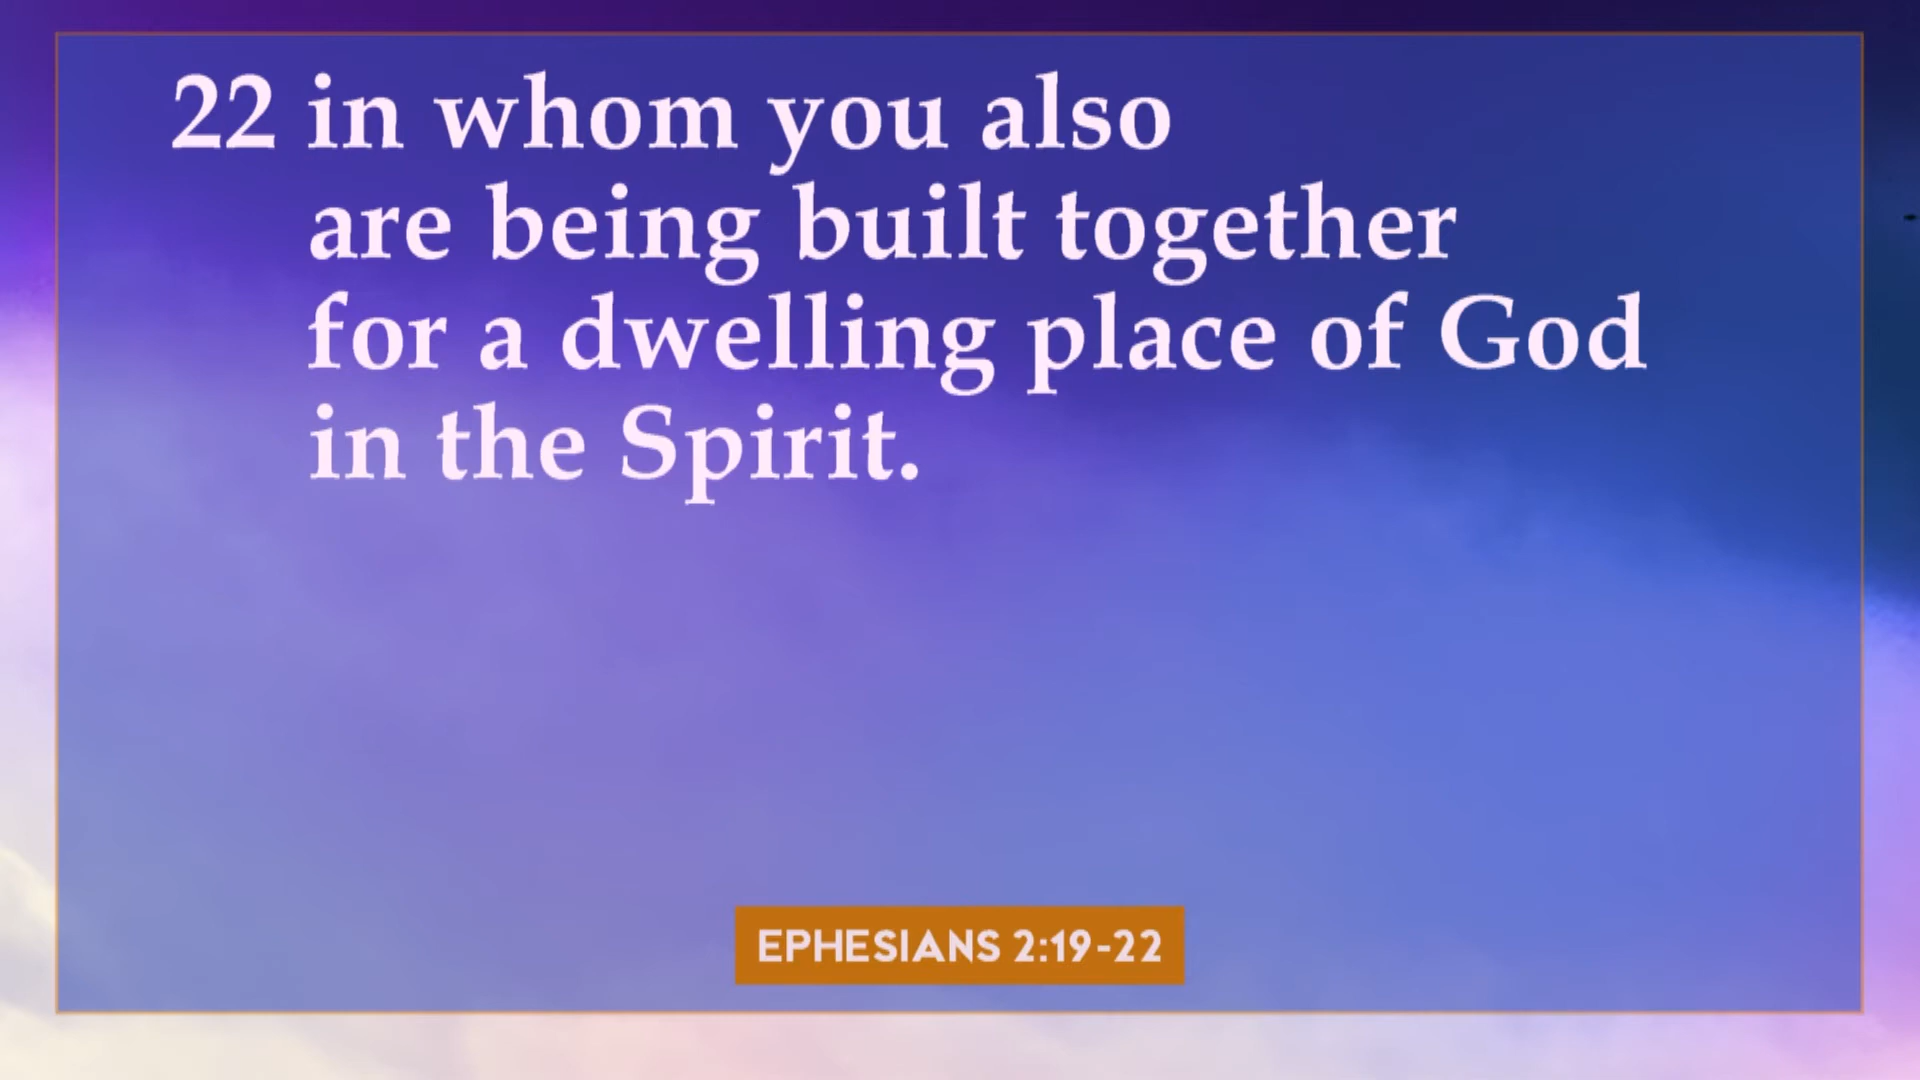 22 in whom you also
are being built together
for a dwelling place of God
in the Spirit.
EPHESIANS 2:19-22